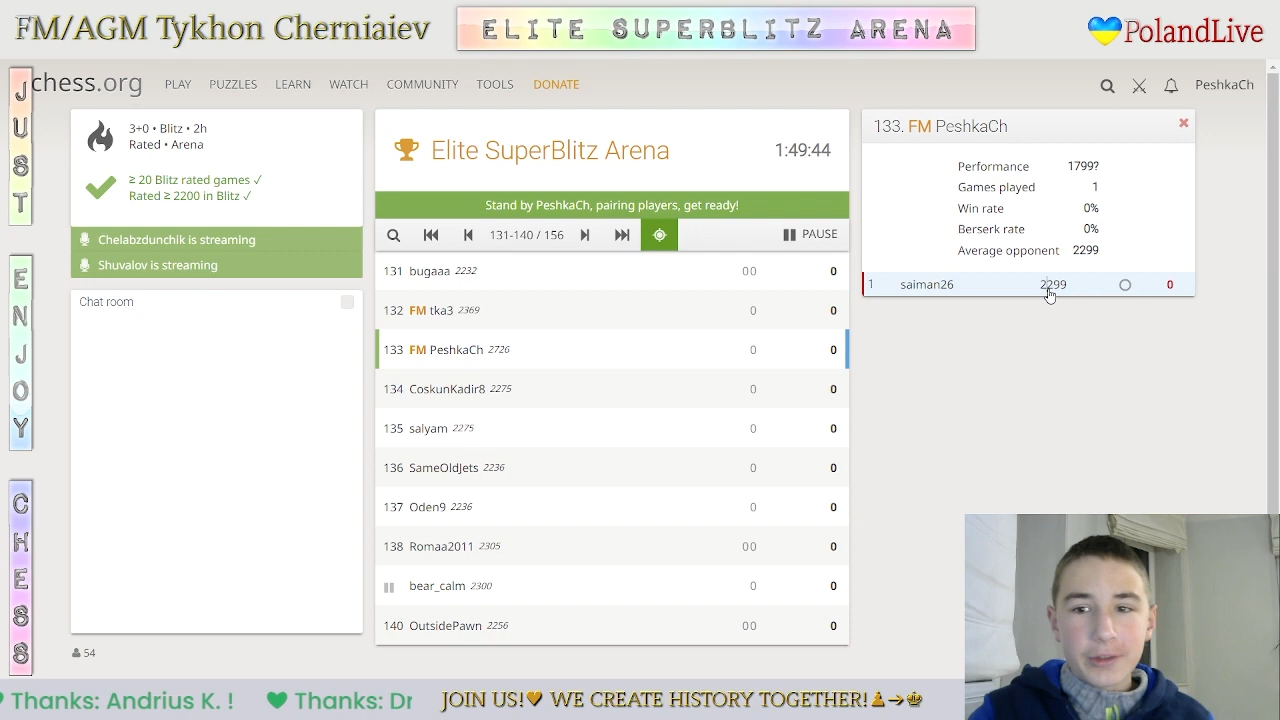 FM/AGM Tykhon Cherniaiev
ELITE SUPERBLITZ ARENA
PolandLive
JUST
ENJOY
CHESS
chess.org
PLAY PUZZLES LEARN WATCH COMMUNITY TOOLS DONATE
PeshkaCh
3+0 • Blitz • 2h
Rated • Arena
≥ 20 Blitz rated games ✓
Rated ≥ 2200 in Blitz ✓
Chelabzdunchik is streaming
Shuvalov is streaming
Chat room
54
Elite SuperBlitz Arena 1:49:44
Stand by PeshkaCh, pairing players, get ready!
131-140 / 156 PAUSE
131 bugaaa 2232 00 0
132 FM tka3 2369 0 0
133 FM PeshkaCh 2726 0 0
134 CoskunKadir8 2275 0 0
135 salyam 2275 0 0
136 SameOldJets 2236 0 0
137 Oden9 2236 0 0
138 Romaa2011 2305 00 0
bear_calm 2300 0 0
140 OutsidePawn 2256 00 0
133. FM PeshkaCh
Performance 1799?
Games played 1
Win rate 0%
Berserk rate 0%
Average opponent 2299
1 saiman26 2299 0
Thanks: Andrius K. ! Thanks: Dr
JOIN US! WE CREATE HISTORY TOGETHER!